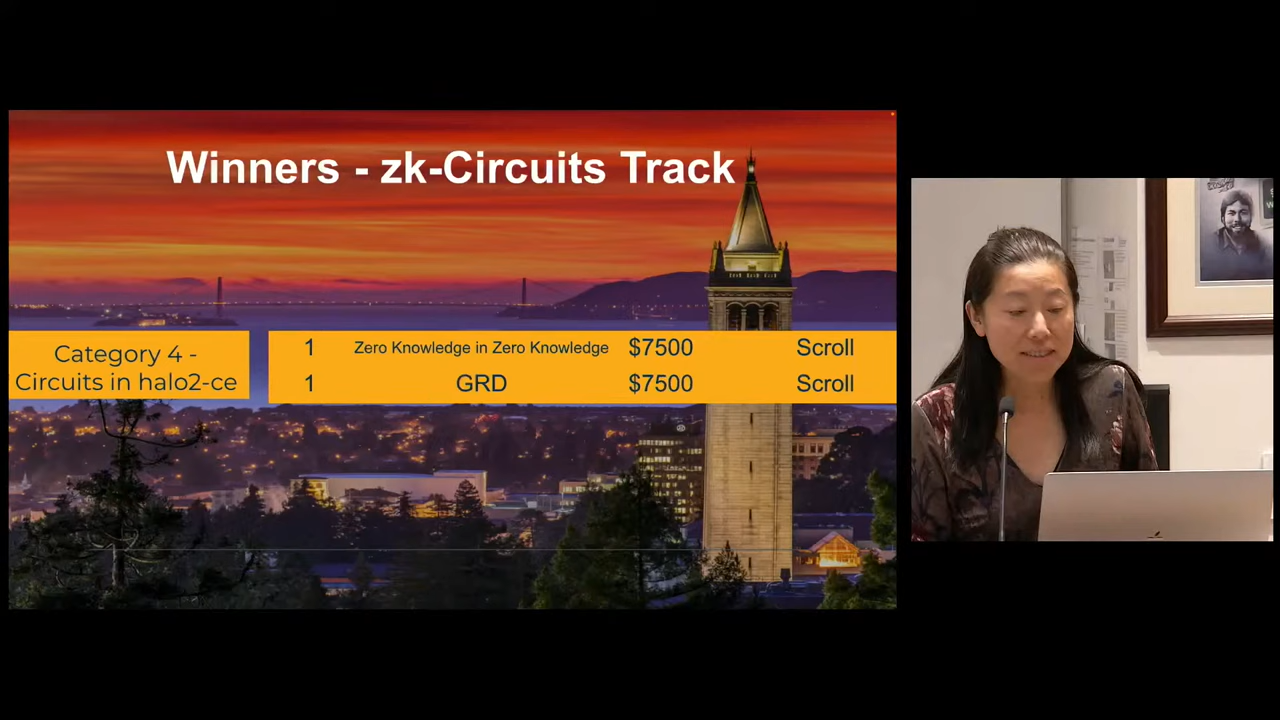 Winners - zk-Circuits Track
Category 4 -
Circuits in halo2-ce
1 Zero Knowledge in Zero Knowledge $7500 Scroll
1 GRD $7500 Scroll